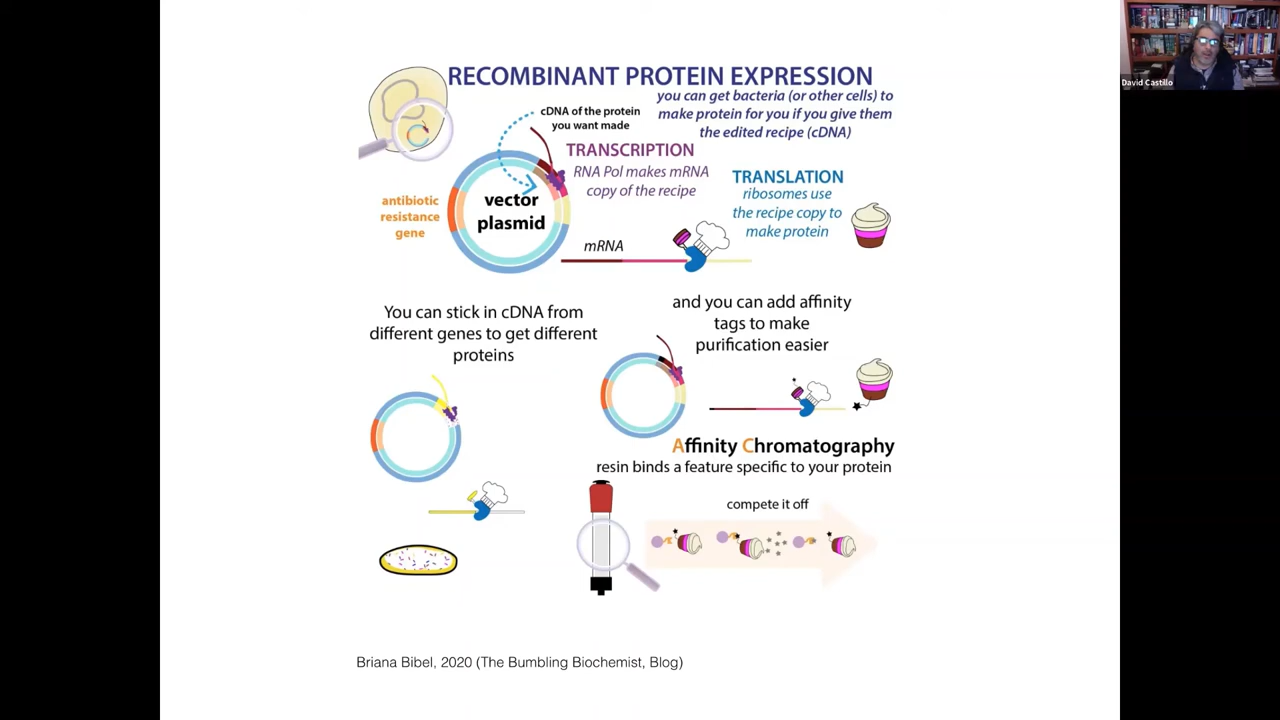 RECOMBINANT PROTEIN EXPRESSION
you can get bacteria (or other cells) to
make protein for you if you give them
the edited recipe (cDNA)
cDNA of the protein
you want made
TRANSCRIPTION
RNA Pol makes mRNA
copy of the recipe
TRANSLATION
ribosomes use
the recipe copy to
make protein
antibiotic
resistance
gene
vector
plasmid
mRNA
You can stick in cDNA from
different genes to get different
proteins
and you can add affinity
tags to make
purification easier
Affinity Chromatography
resin binds a feature specific to your protein
compete it off
Briana Bibel, 2020 (The Bumbling Biochemist, Blog)
David Castillo